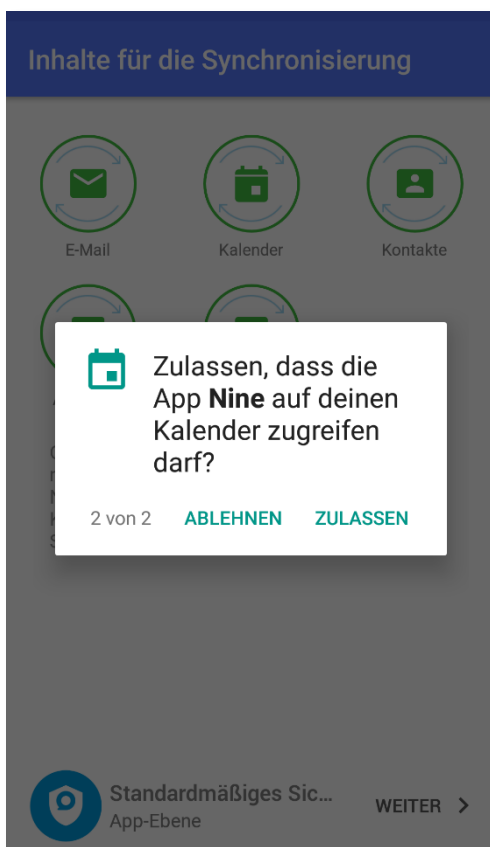 Inhalte für die Synchronisierung
E-Mail
Kalender
Kontakte
Zulassen, dass die
App Nine auf deinen
Kalender zugreifen
darf?
2 von 2
ABLEHNEN
ZULASSEN
Standardmäßiges Sic...
App-Ebene
WEITER